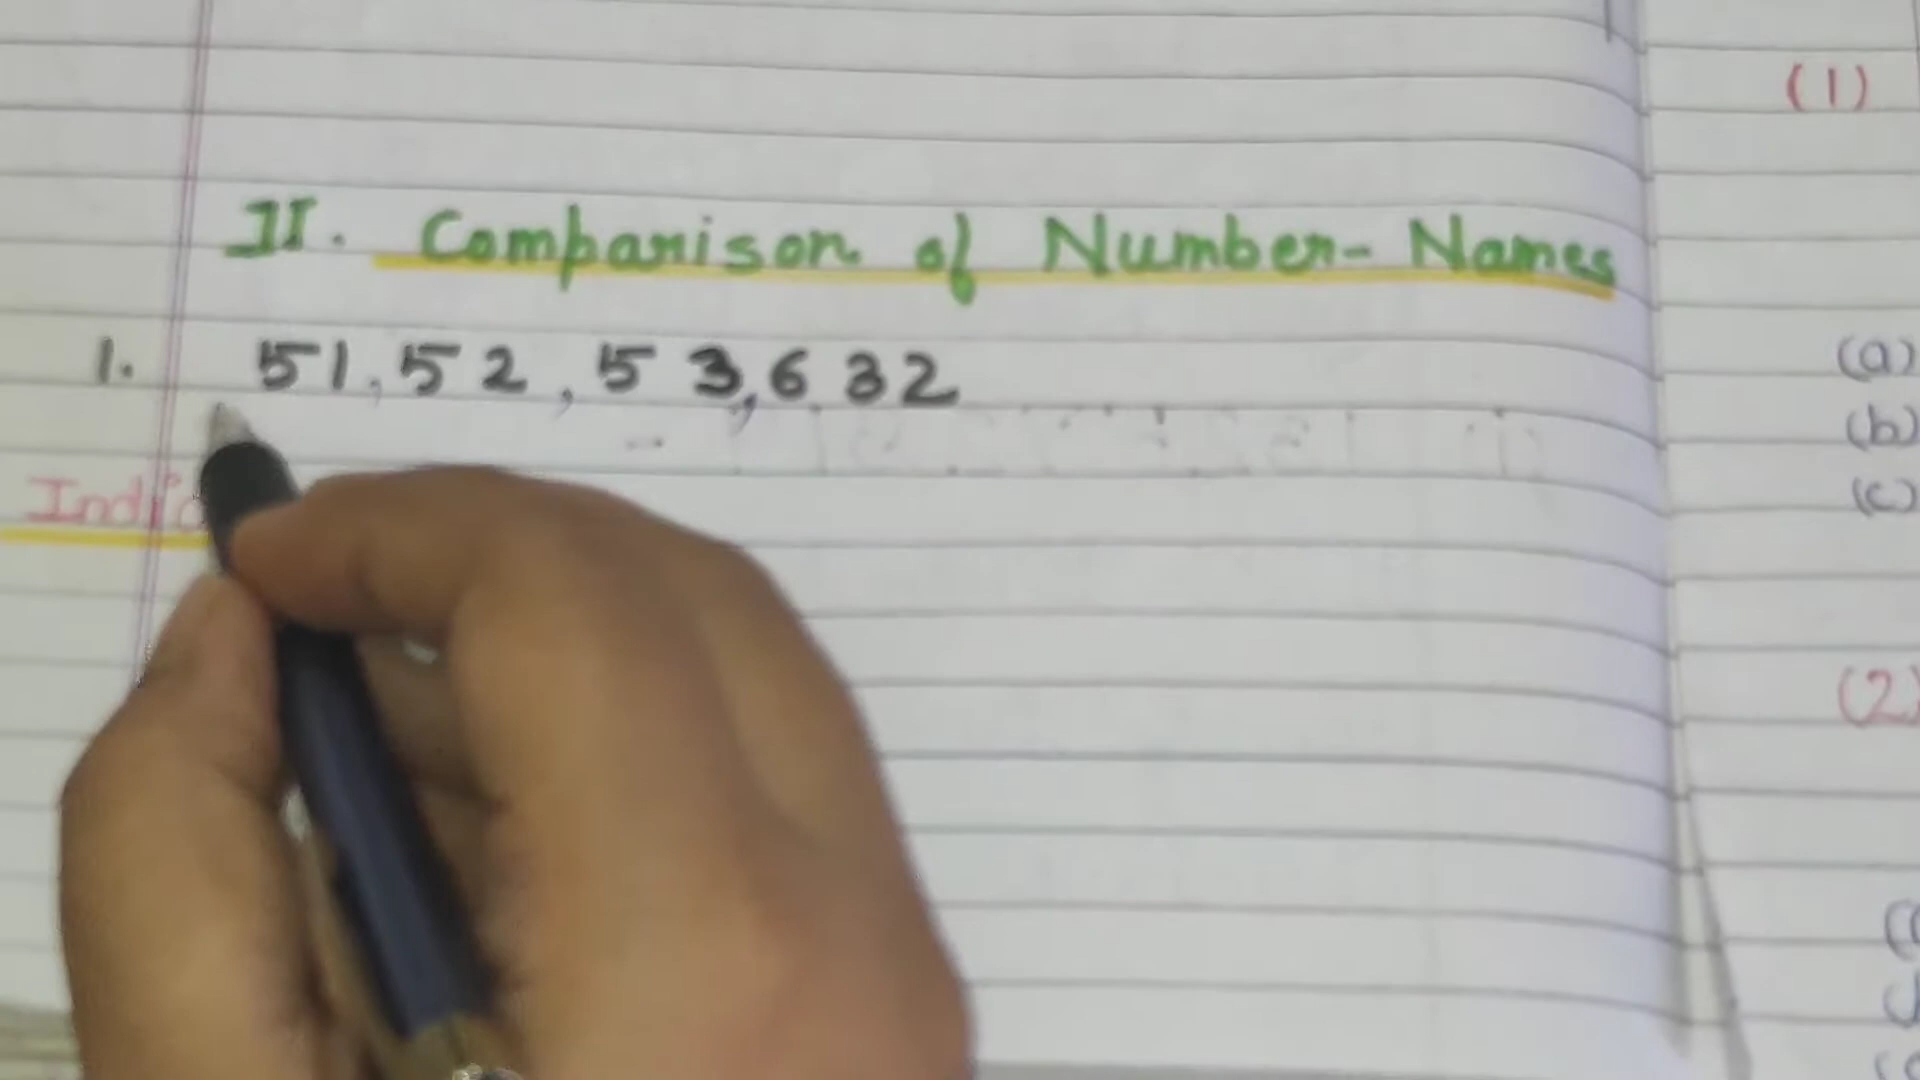 II. Comparison of Number-Names
1. 51,52,53,632
(1)
(a)
(b)
(c)
(2)